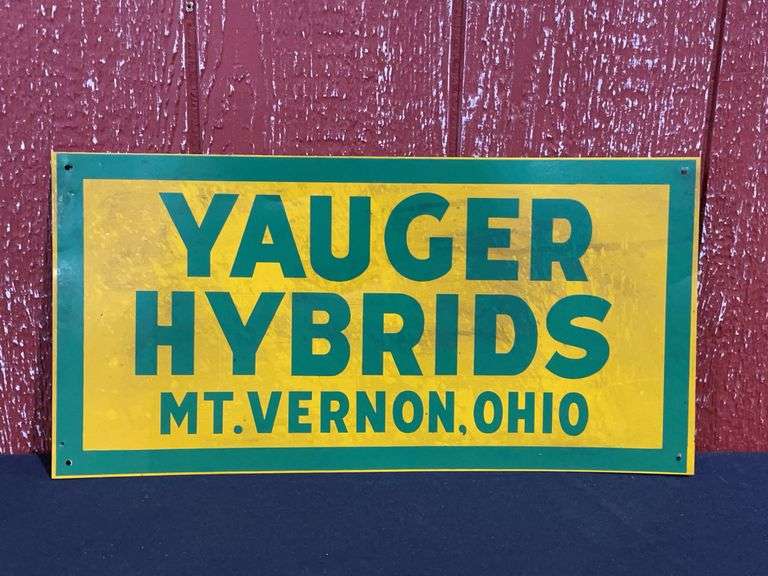 YAUGER
HYBRIDS
MT. VERNON, OHIO